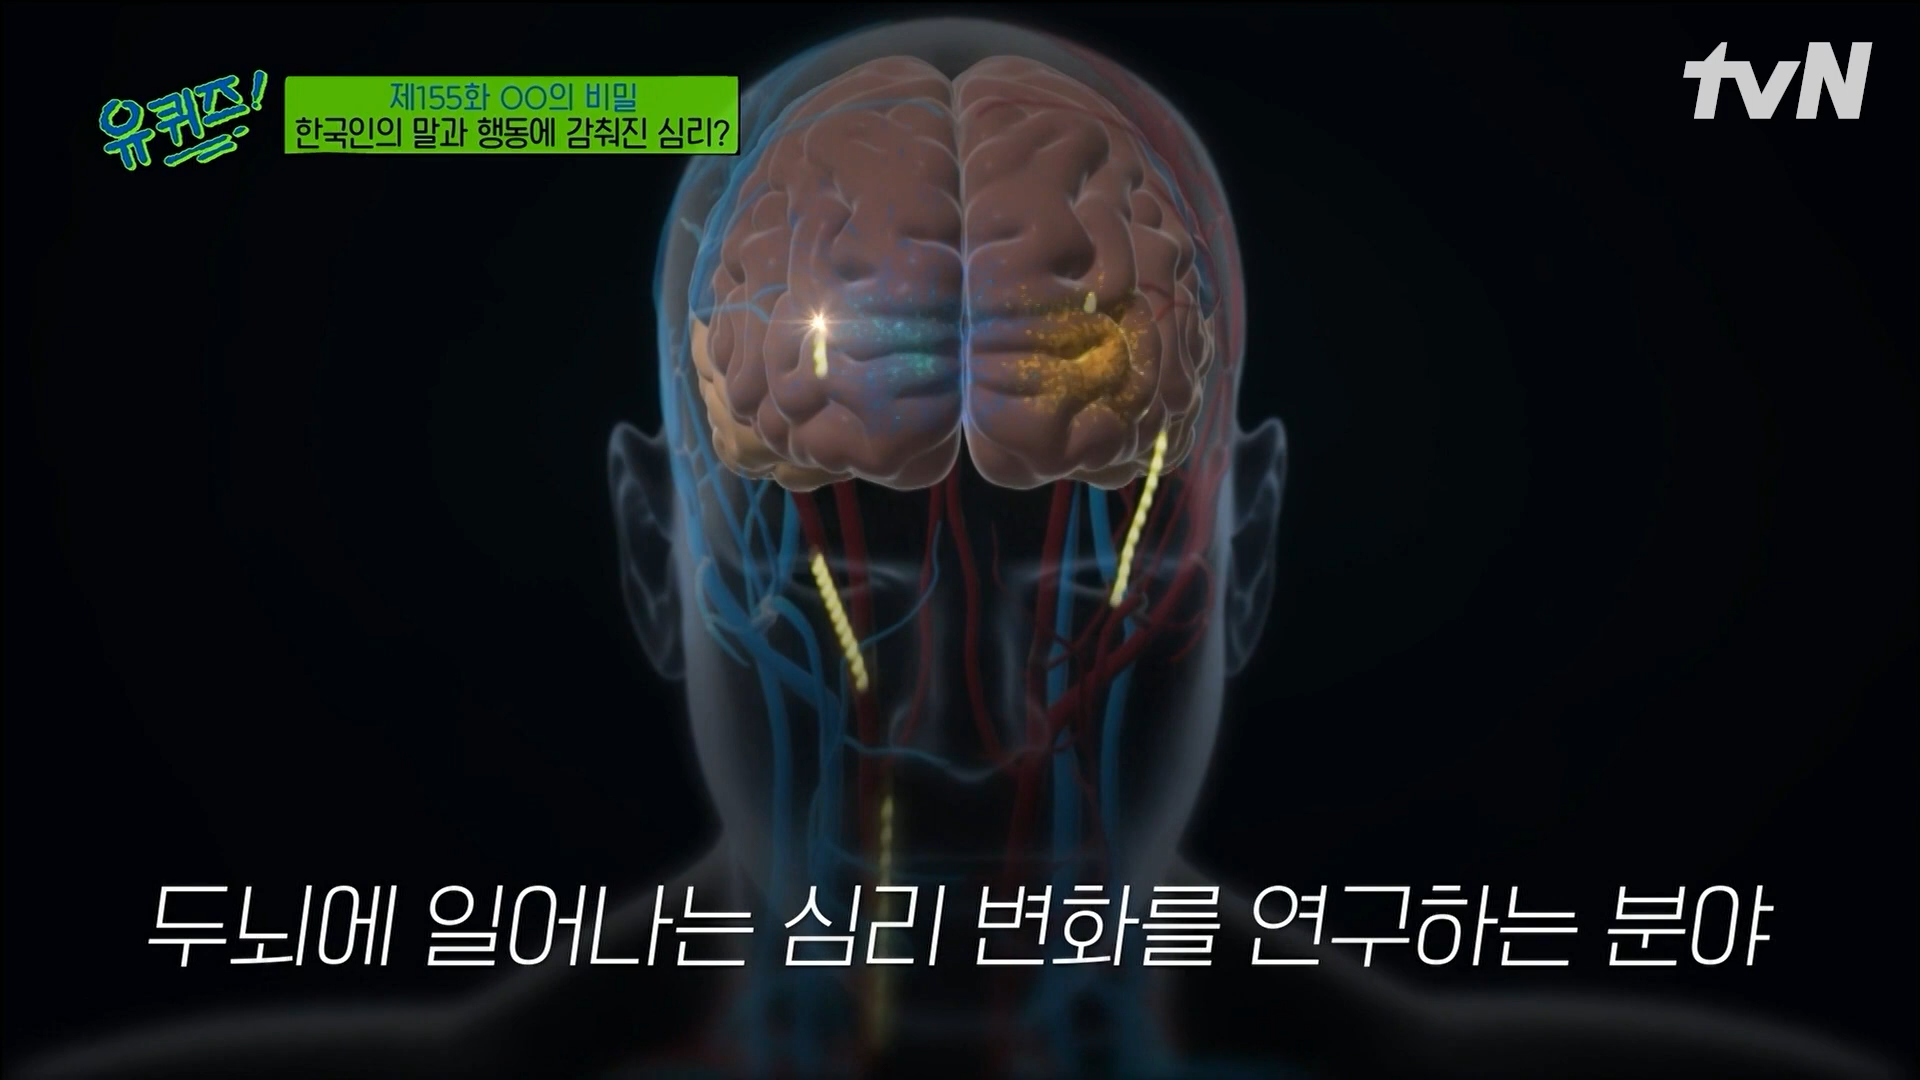 유퀴즈!
제155화 OO의 비밀
한국인의 말과 행동에 감춰진 심리?
tvN
두뇌에 일어나는 심리 변화를 연구하는 분야